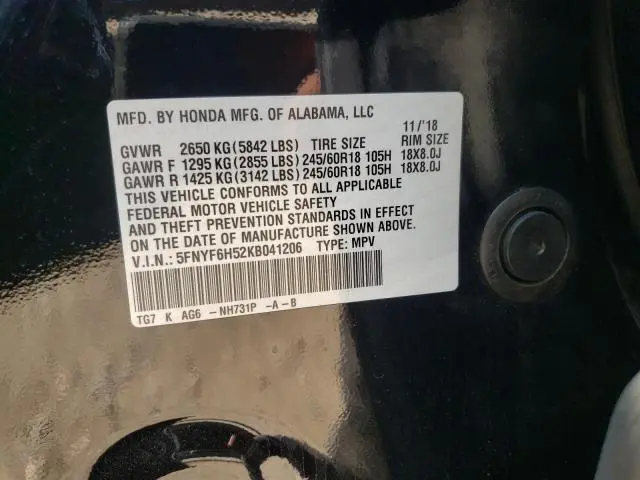 MFD. BY HONDA MFG. OF ALABAMA, LLC
11/'18
GVWR 2650 KG(5842 LBS) TIRE SIZE RIM SIZE
GAWR F 1295 KG(2855 LBS)245/60R18 105H 18X8.0J
GAWR R 1425 KG(3142 LBS)245/60R18 105H 18X8.0J
THIS VEHICLE CONFORMS TO ALL APPLICABLE
FEDERAL MOTOR VEHICLE SAFETY
AND THEFT PREVENTION STANDARDS IN EFFECT
ON THE DATE OF MANUFACTURE SHOWN ABOVE.
V.I.N.: 5FNYF6H52KB041206 TYPE: MPV
TG7 K AG6 -NH731P -A-B